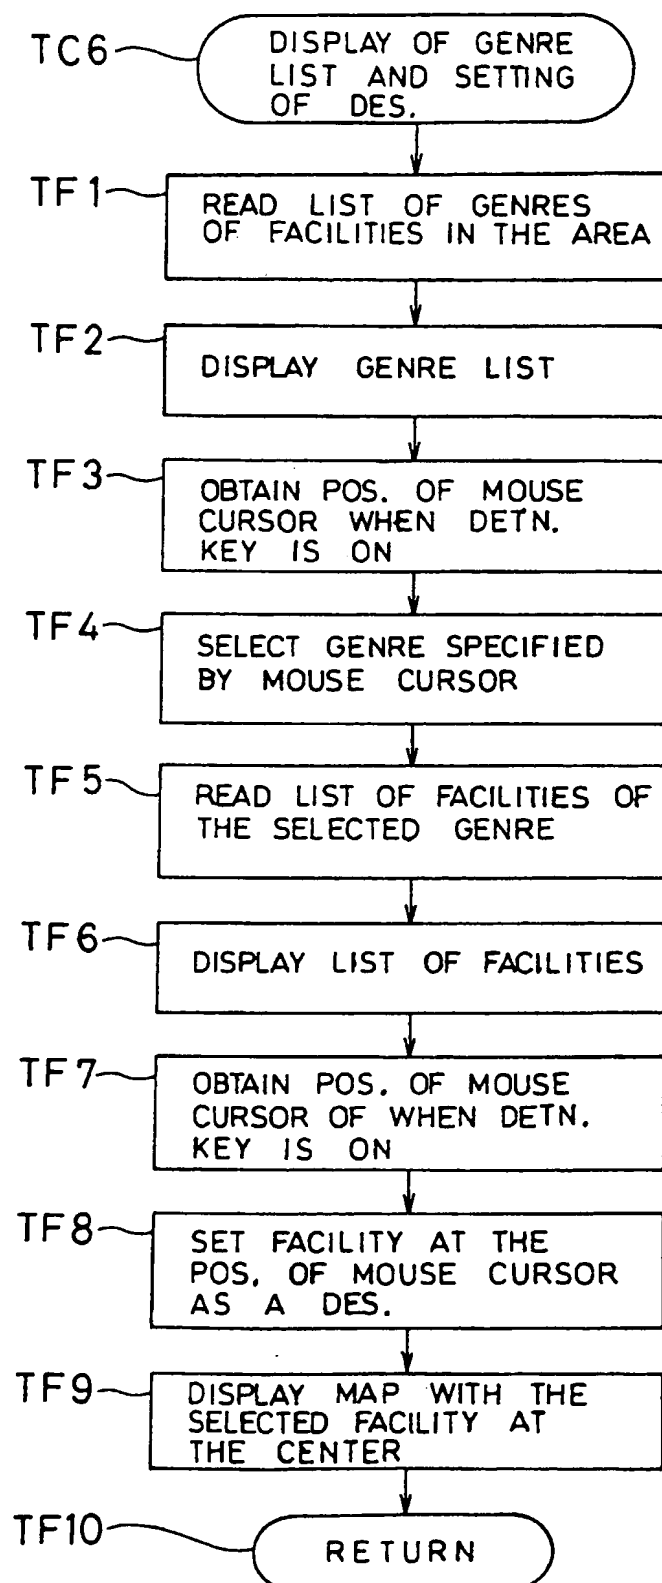 TC6
DISPLAY OF GENRE
LIST AND SETTING
OF DES.
TF1
READ LIST OF GENRES
OF FACILITIES IN THE AREA
TF2
DISPLAY GENRE LIST
TF3
OBTAIN POS. OF MOUSE
CURSOR WHEN DETN.
KEY IS ON
TF4
SELECT GENRE SPECIFIED
BY MOUSE CURSOR
TF5
READ LIST OF FACILITIES OF
THE SELECTED GENRE
TF6
DISPLAY LIST OF FACILITIES
TF7
OBTAIN POS. OF MOUSE
CURSOR OF WHEN DETN.
KEY IS ON
TF8
SET FACILITY AT THE
POS. OF MOUSE CURSOR
AS A DES.
TF9
DISPLAY MAP WITH THE
SELECTED FACILITY AT
THE CENTER
TF10
RETURN